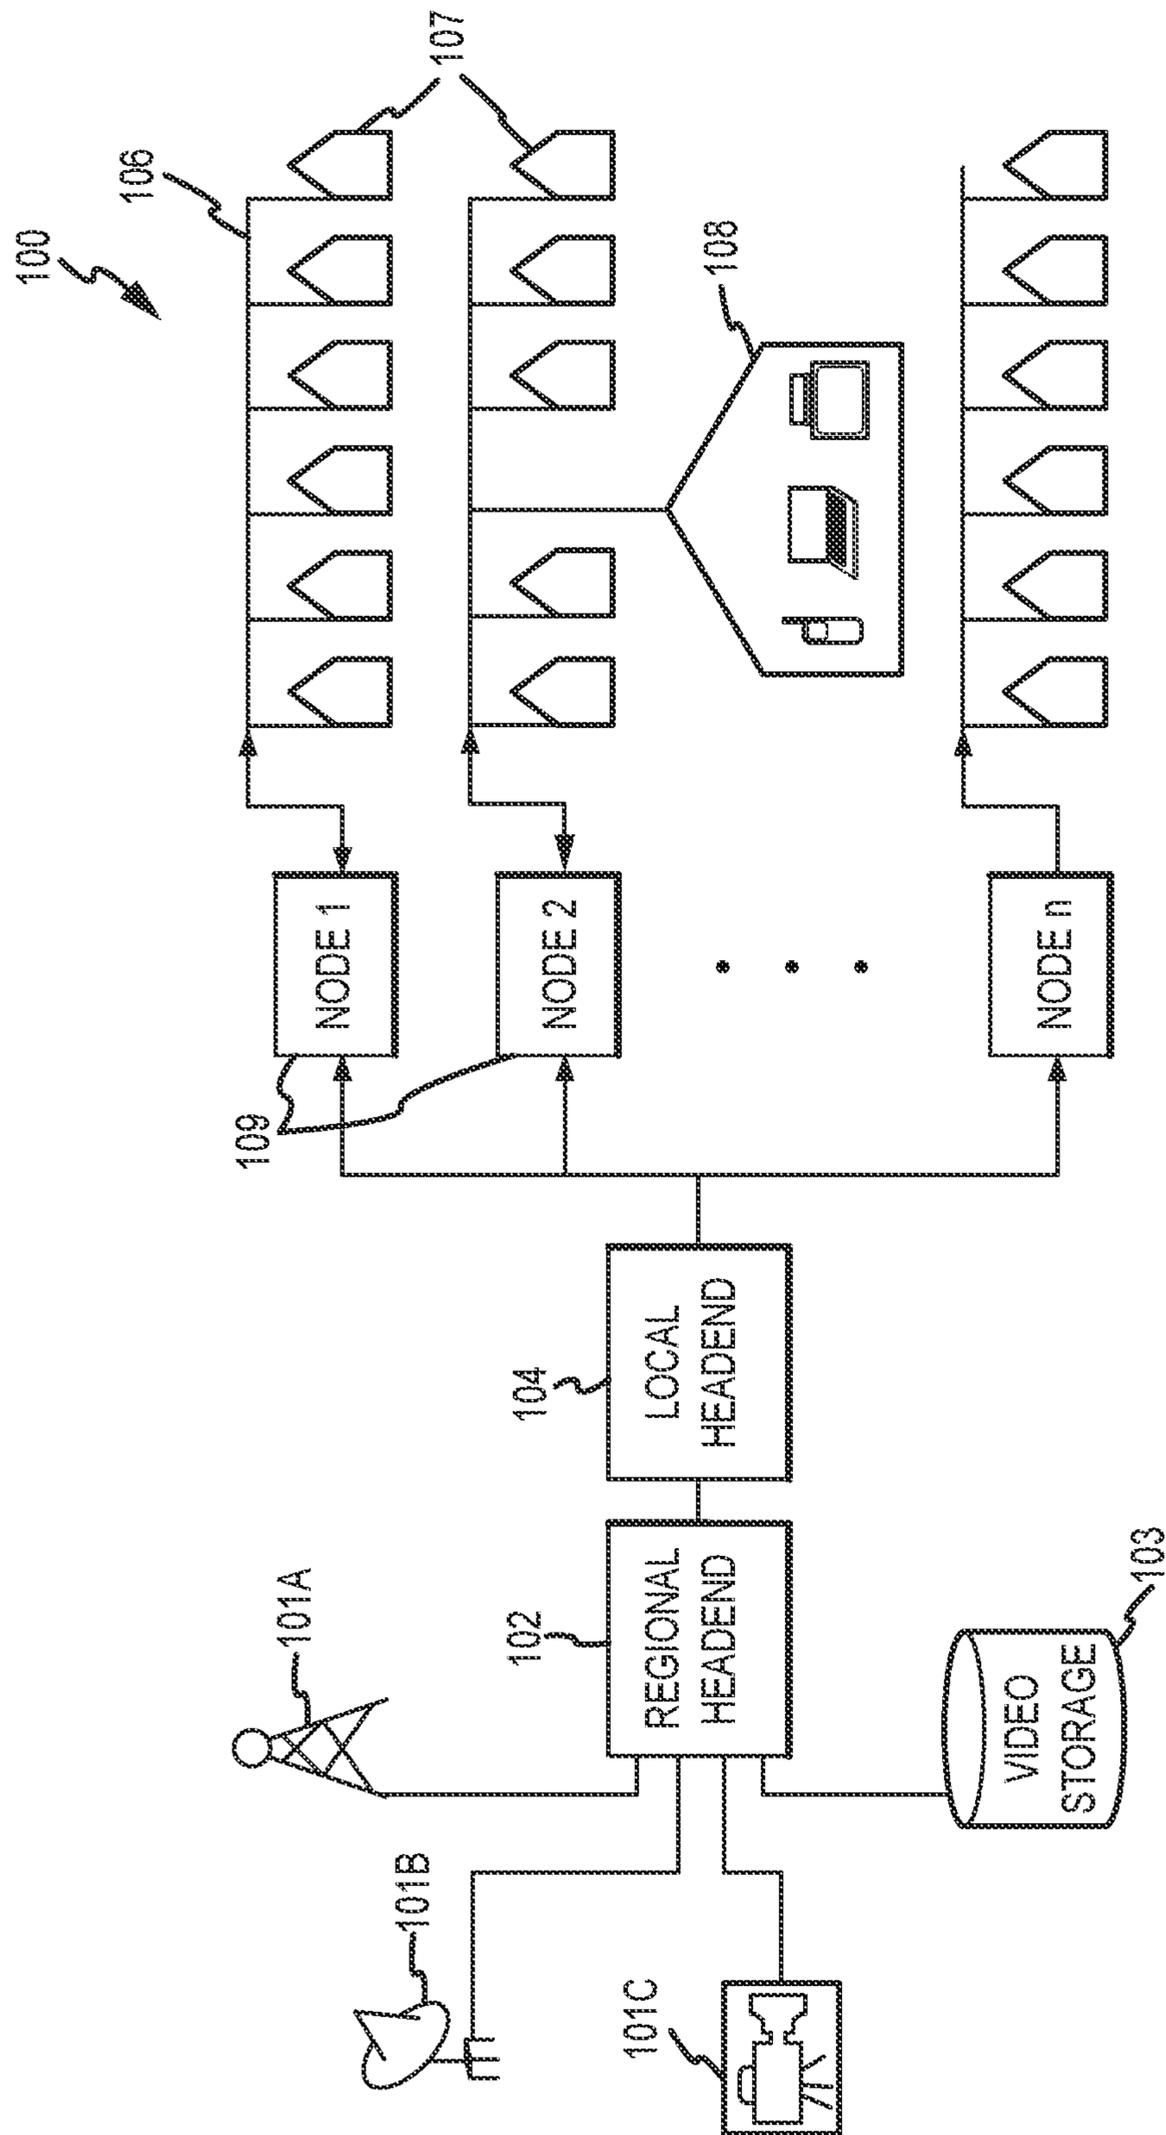 100
106
107
108
109
NODE 1
NODE 2
NODE n
104
LOCAL
HEADEND
102
REGIONAL
HEADEND
101A
101B
101C
VIDEO
STORAGE
103